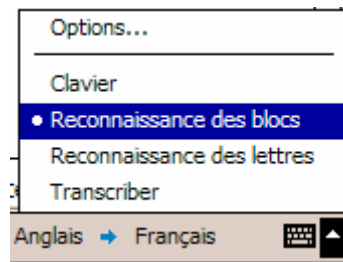 Options...
Clavier
Reconnaissance des blocs
Reconnaissance des lettres
Transcriber
Anglais → Français